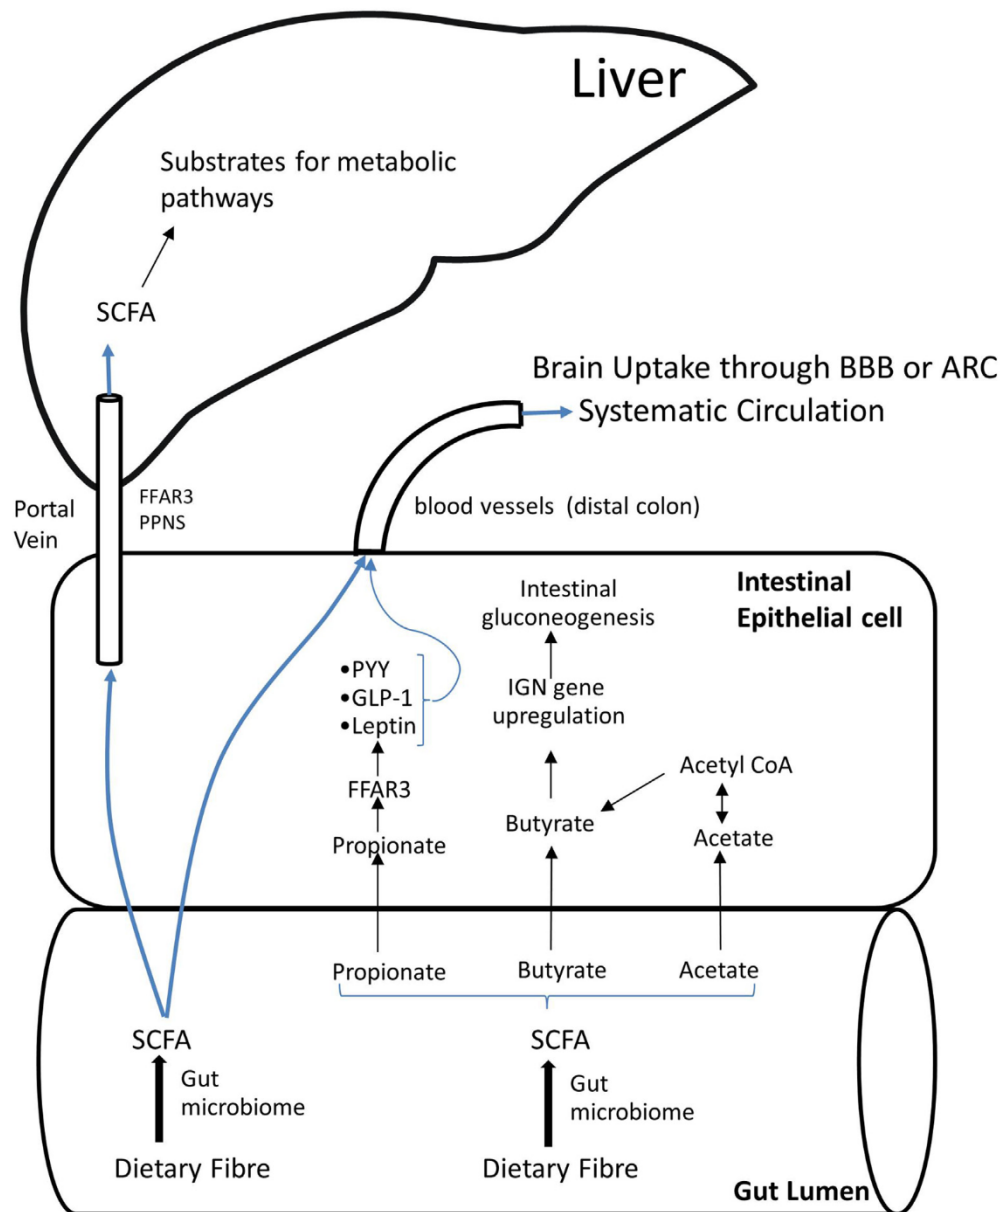 Liver
Substrates for metabolic
pathways
SCFA
Brain Uptake through BBB or ARC
Systematic Circulation
Portal
Vein
FFAR3
PPNS
blood vessels (distal colon)
Intestinal
Epithelial cell
Intestinal
gluconeogenesis
•PYY
•GLP-1
•Leptin
IGN gene
upregulation
FFAR3
Propionate
Butyrate
Acetyl CoA
Acetate
Propionate
Butyrate
Acetate
SCFA
Gut
microbiome
Dietary Fibre
SCFA
Gut
microbiome
Dietary Fibre
Gut Lumen